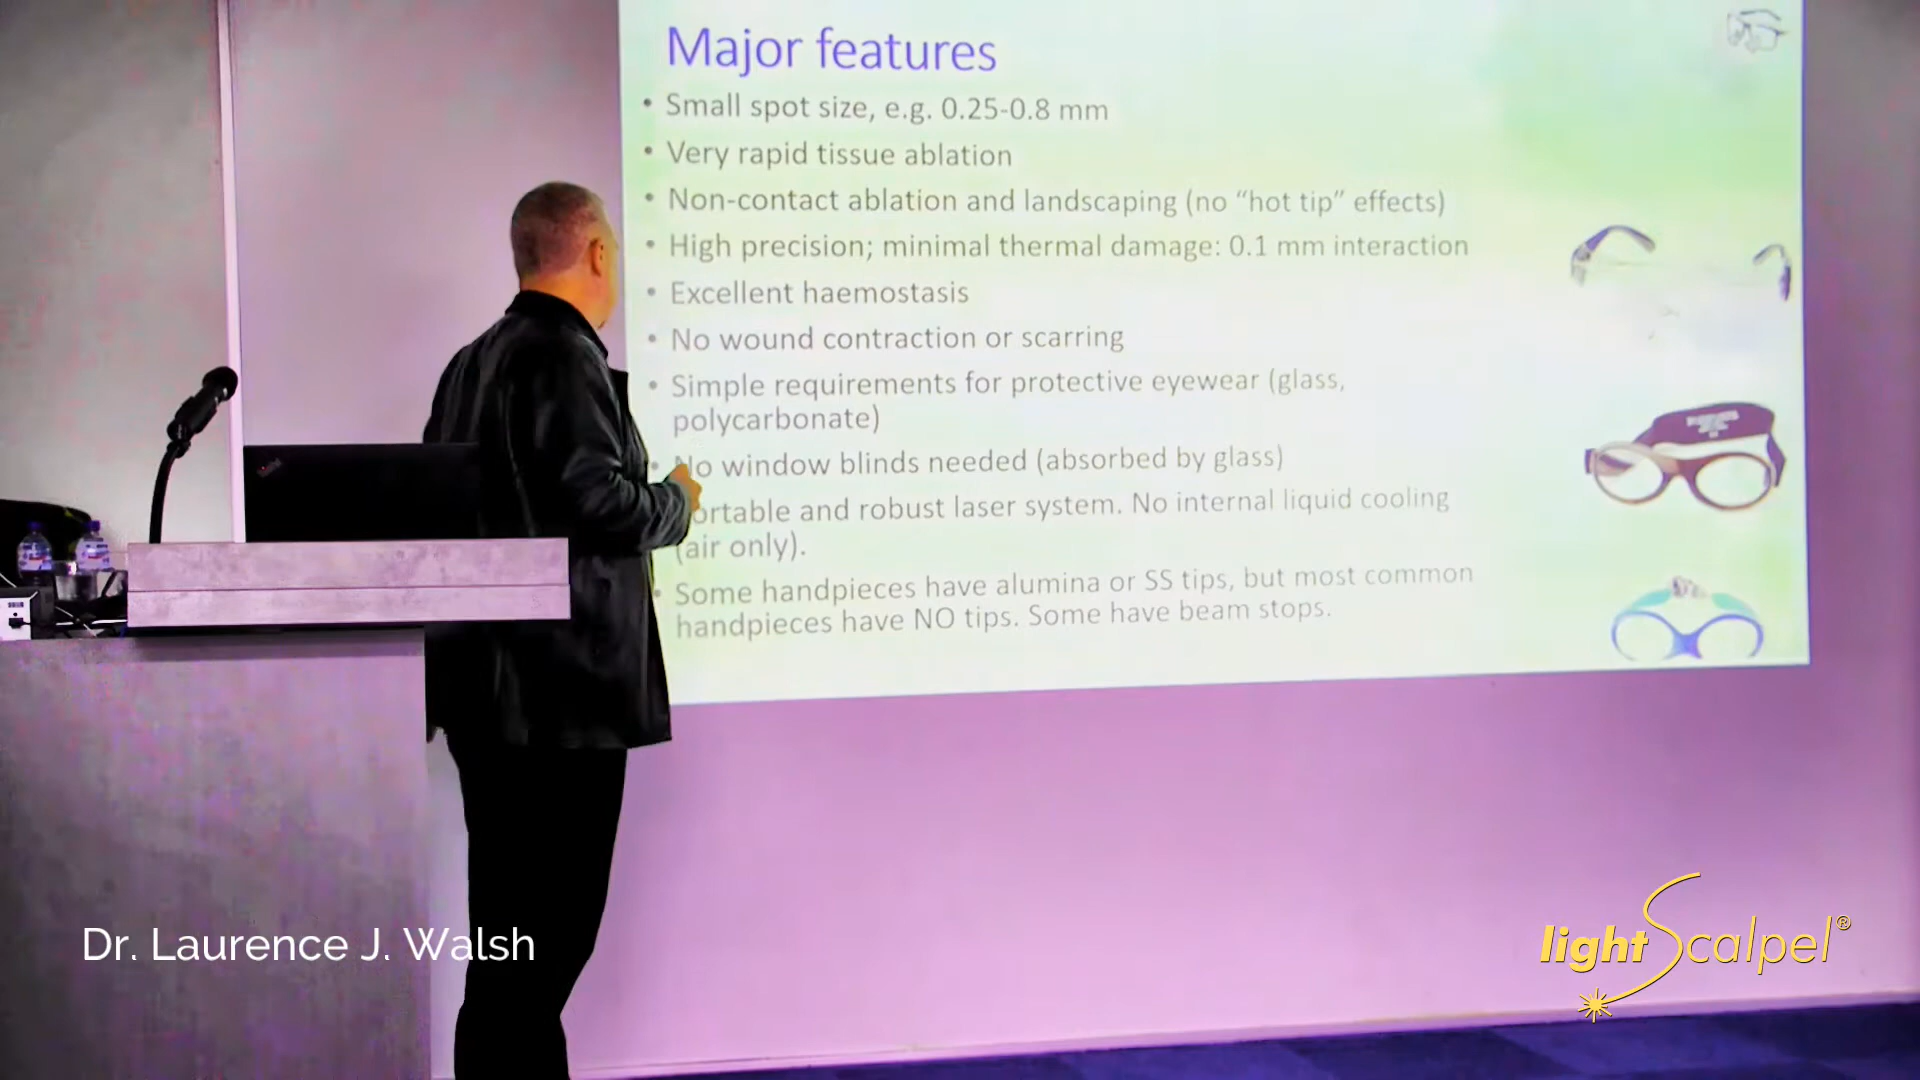 Major features
• Small spot size, e.g. 0.25-0.8 mm
• Very rapid tissue ablation
• Non-contact ablation and landscaping (no “hot tip” effects)
• High precision; minimal thermal damage: 0.1 mm interaction
• Excellent haemostasis
• No wound contraction or scarring
• Simple requirements for protective eyewear (glass,
polycarbonate)
• No window blinds needed (absorbed by glass)
ortable and robust laser system. No internal liquid cooling
(air only).
• Some handpieces have alumina or SS tips, but most common
handpieces have NO tips. Some have beam stops.
Dr. Laurence J. Walsh
lightScalpel®